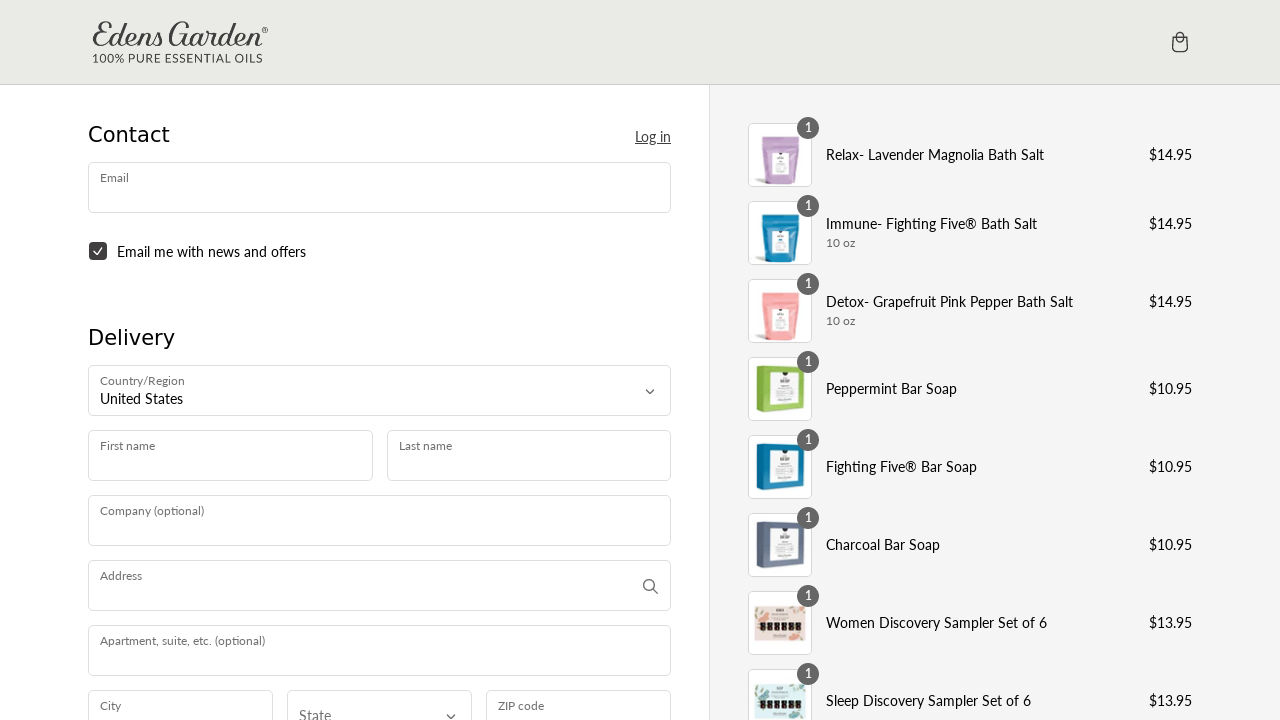 Edens Garden®
100% PURE ESSENTIAL OILS
Contact
Log in
Email
Email me with news and offers
Delivery
Country/Region
United States
First name
Last name
Company (optional)
Address
Apartment, suite, etc. (optional)
City
State
ZIP code
1
Relax- Lavender Magnolia Bath Salt
$14.95
1
Immune- Fighting Five® Bath Salt
10 oz
$14.95
1
Detox- Grapefruit Pink Pepper Bath Salt
10 oz
$14.95
1
Peppermint Bar Soap
$10.95
1
Fighting Five® Bar Soap
$10.95
1
Charcoal Bar Soap
$10.95
1
Women Discovery Sampler Set of 6
$13.95
1
Sleep Discovery Sampler Set of 6
$13.95